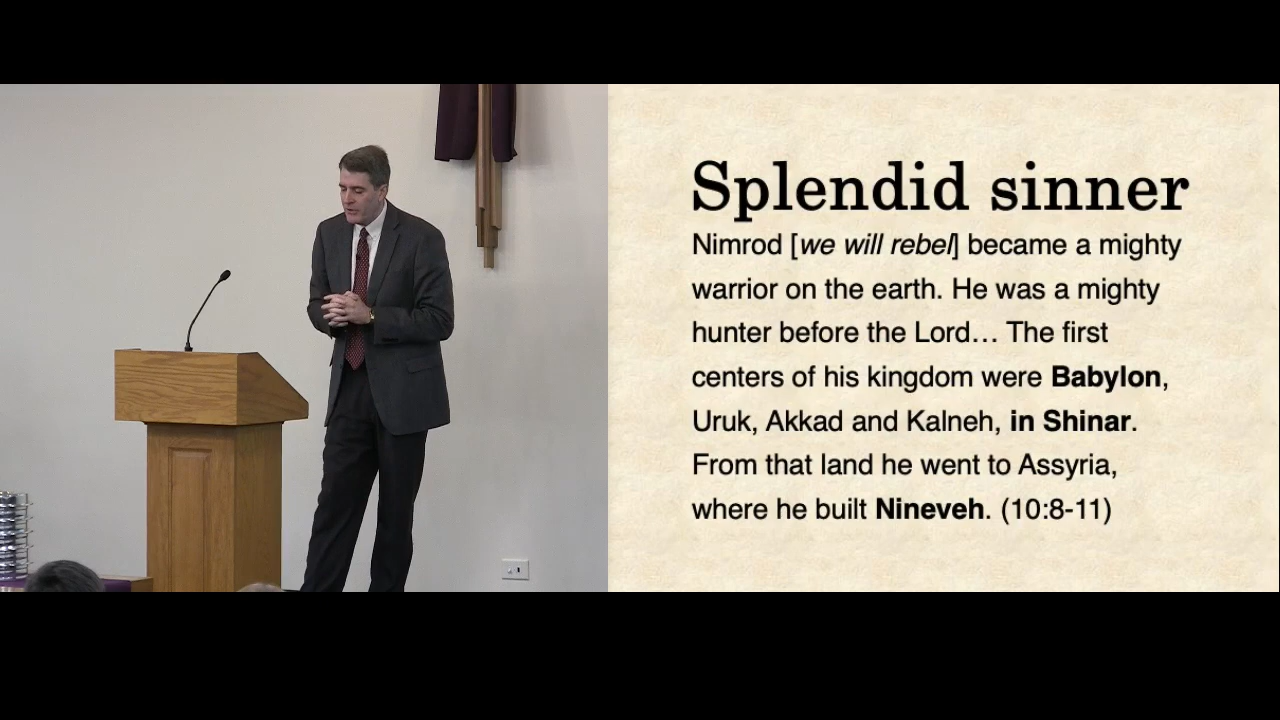 Splendid sinner
Nimrod [we will rebel] became a mighty
warrior on the earth. He was a mighty
hunter before the Lord… The first
centers of his kingdom were Babylon,
Uruk, Akkad and Kalneh, in Shinar.
From that land he went to Assyria,
where he built Nineveh. (10:8-11)